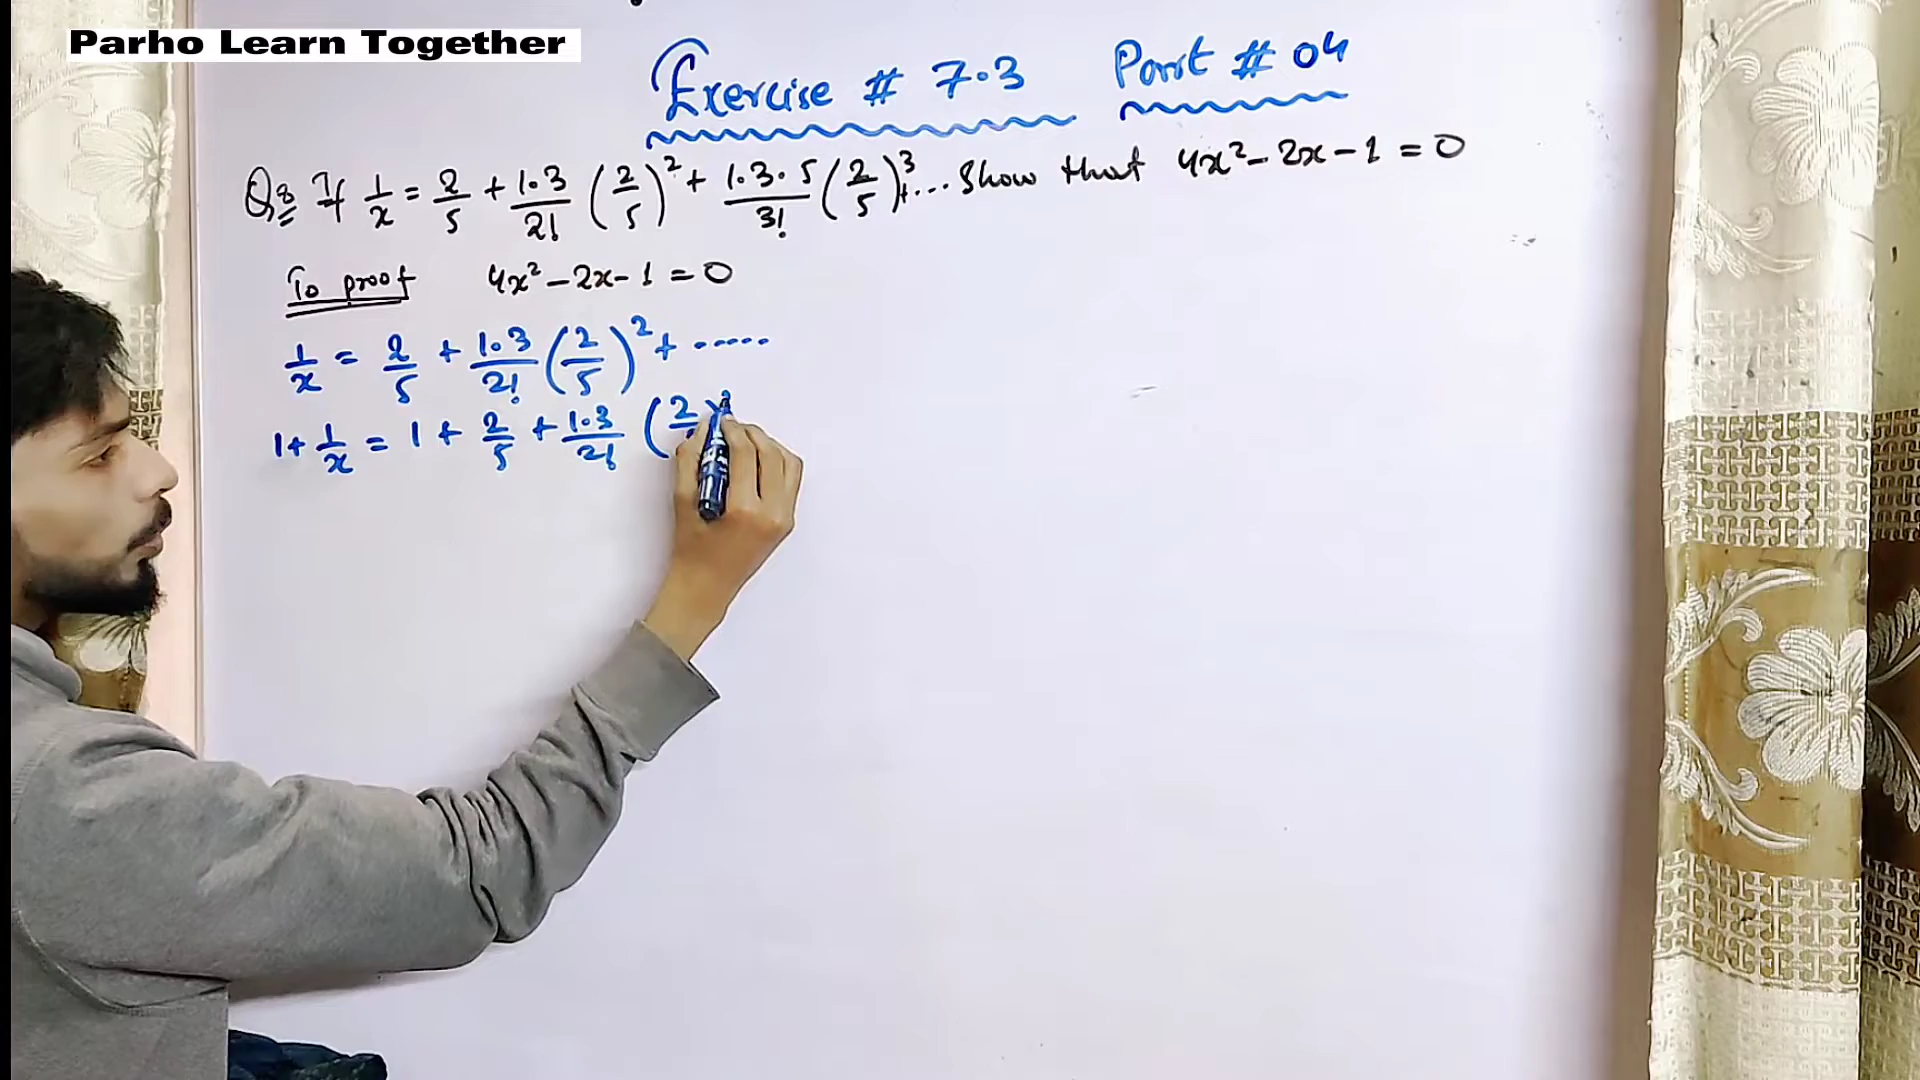 Parho Learn Together
Exercise # 7.3 Part # 04
Q8 If 1/x = 2/5 + 1.3/2! (2/5)² + 1.3.5/3! (2/5)³ + ... Show that 4x² - 2x - 1 = 0
To proof 4x² - 2x - 1 = 0
1/x = 2/5 + 1.3/2! (2/5)² + ......
1 + 1/x = 1 + 2/5 + 1.3/2! (2/